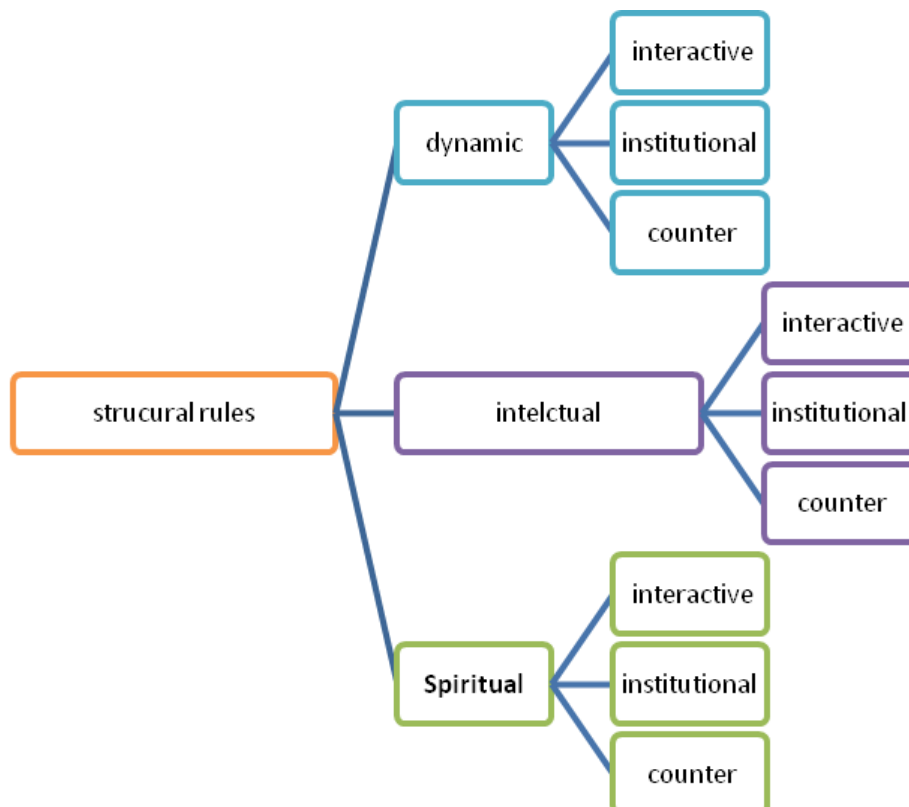 interactive
dynamic
institutional
counter
interactive
strucural rules
intelctual
institutional
counter
interactive
Spiritual
institutional
counter